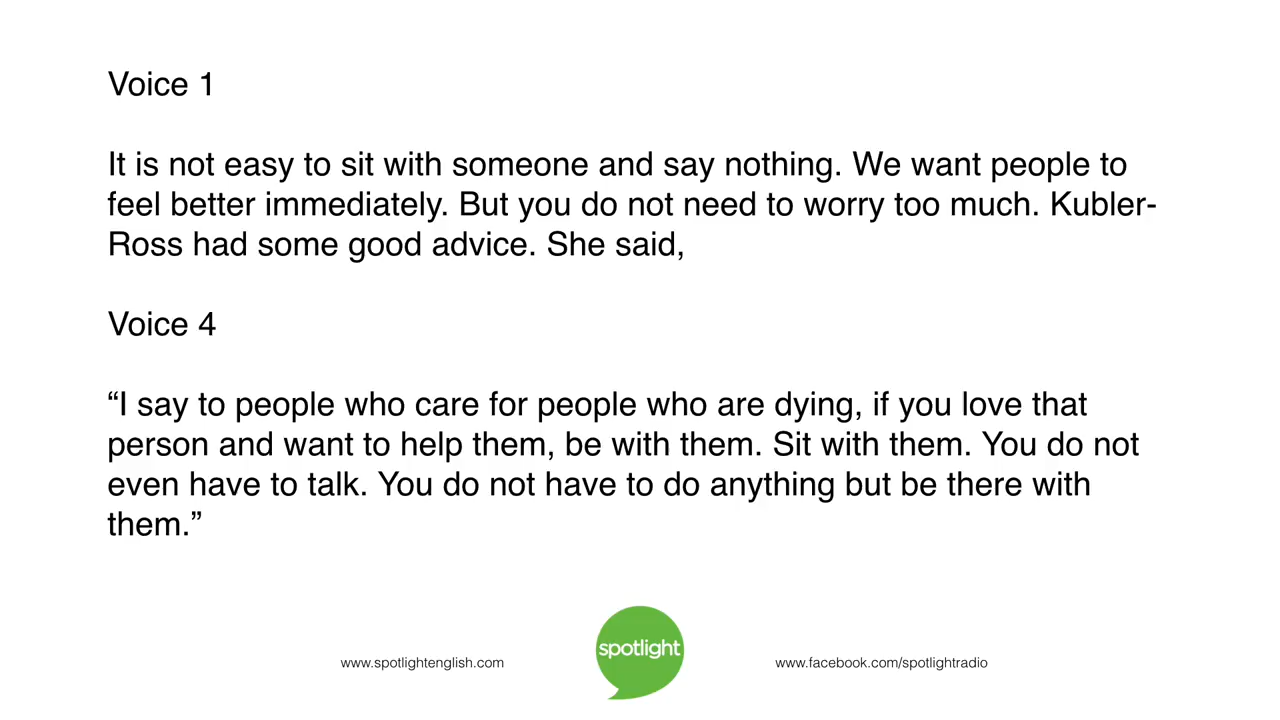 Voice 1
It is not easy to sit with someone and say nothing. We want people to
feel better immediately. But you do not need to worry too much. Kubler-
Ross had some good advice. She said,
Voice 4
“I say to people who care for people who are dying, if you love that
person and want to help them, be with them. Sit with them. You do not
even have to talk. You do not have to do anything but be there with
them.”
www.spotlightenglish.com
spotlight
www.facebook.com/spotlightradio